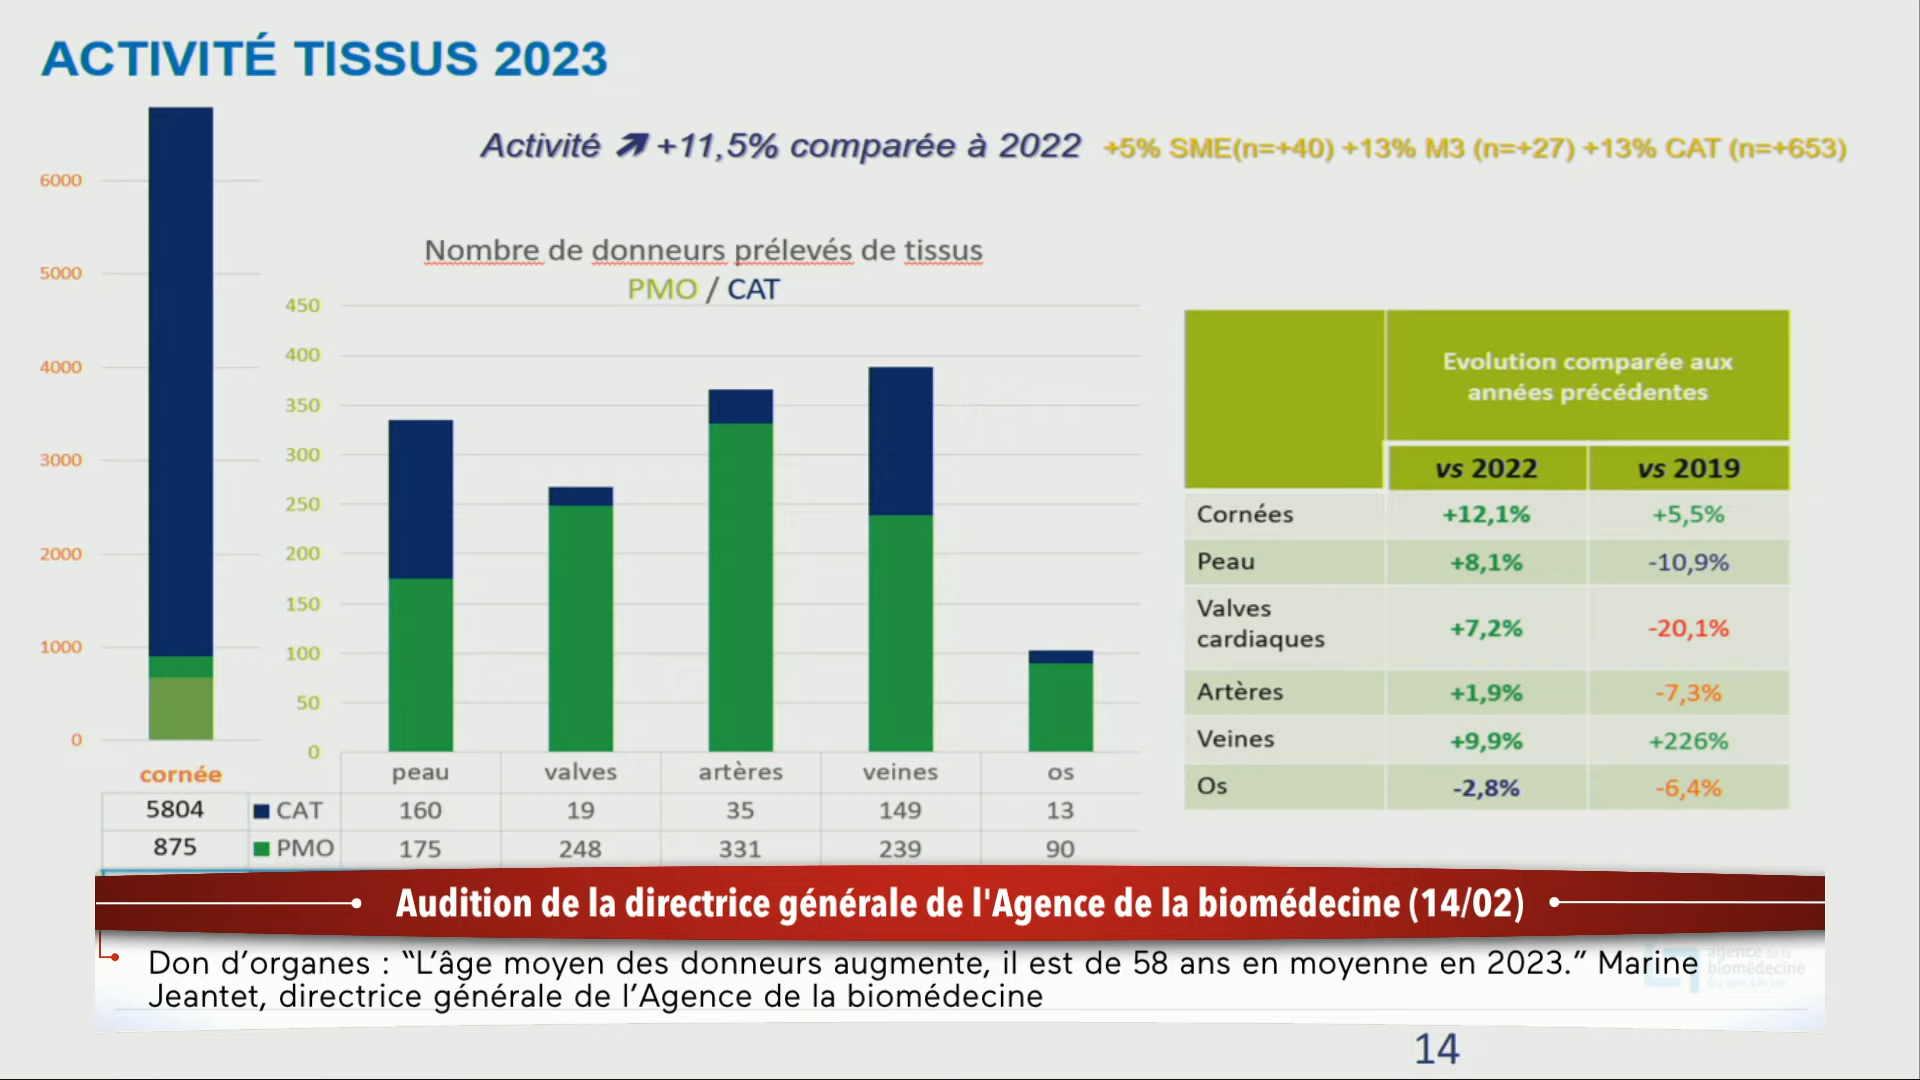 ACTIVITÉ TISSUS 2023
Activité +11,5% comparée à 2022 +5% SME(n=+40) +13% M3 (n=+27) +13% CAT (n=+653)
6000
5000
4000
3000
2000
1000
0
cornée
5804
875
Nombre de donneurs prélevés de tissus
PMO / CAT
450
400
350
300
250
200
150
100
50
0
peau valves artères veines os
CAT 160 19 35 149 13
PMO 175 248 331 239 90
Evolution comparée aux
années précédentes
vs 2022 vs 2019
Cornées +12,1% +5,5%
Peau +8,1% -10,9%
Valves
cardiaques +7,2% -20,1%
Artères +1,9% -7,3%
Veines +9,9% +226%
Os -2,8% -6,4%
Audition de la directrice générale de l'Agence de la biomédecine (14/02)
Don d’organes : “L’âge moyen des donneurs augmente, il est de 58 ans en moyenne en 2023.” Marine
Jeantet, directrice générale de l’Agence de la biomédecine
agence de la
biomédecine
14